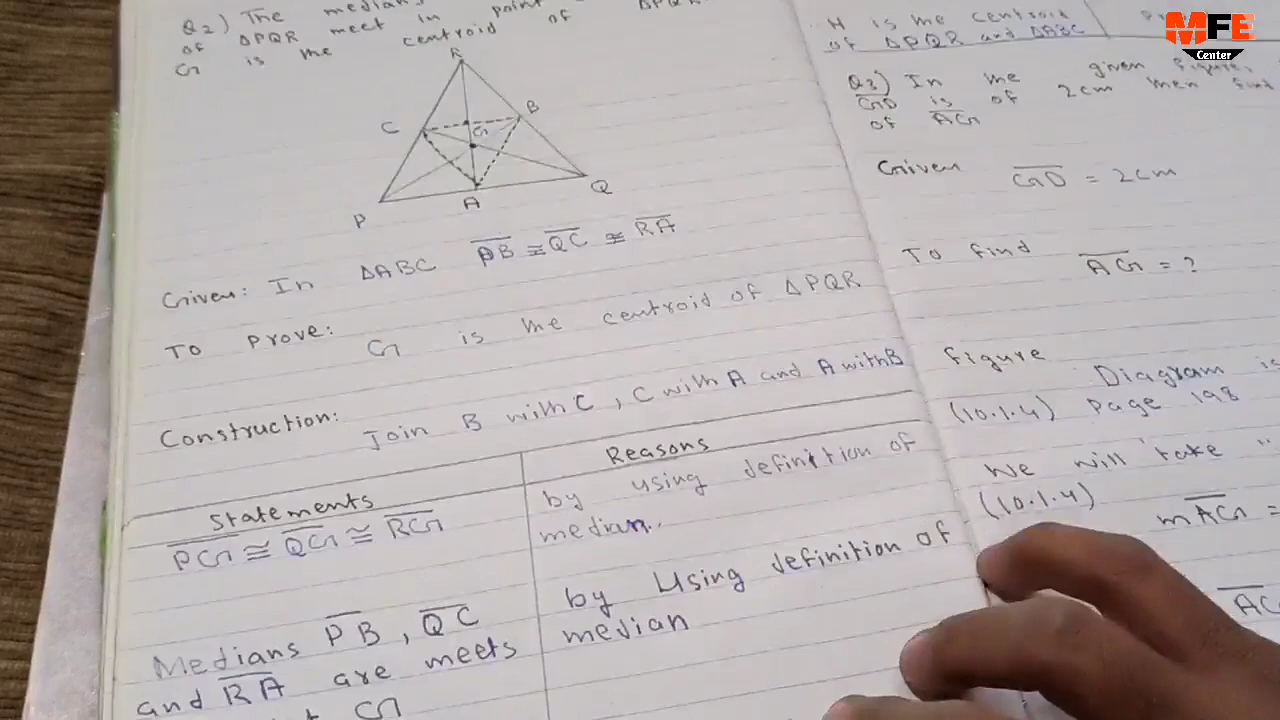 Q2) The medians
of ΔPQR meet in point
G is the centroid of ΔPQR
R
C
B
G
P
A
Q
Given: In ΔABC PB ≅ QC ≅ RA
To Prove:
G is the centroid of ΔPQR
Construction:
Join B with C, C with A and A with B
Statements
Reasons
PG ≅ QG ≅ RG
by using definition of
median.
Medians PB, QC
and RA are meets
G
by Using definition of
median
H is the centroid
of ΔPQR and ΔABC
Q3) In the given figure,
GD is of 2cm then find
of AG
Given GD = 2cm
To find AG = ?
Figure
Diagram is
(10.1.4) Page 198
We will take
(10.1.4)
mAG =
MFE
Center